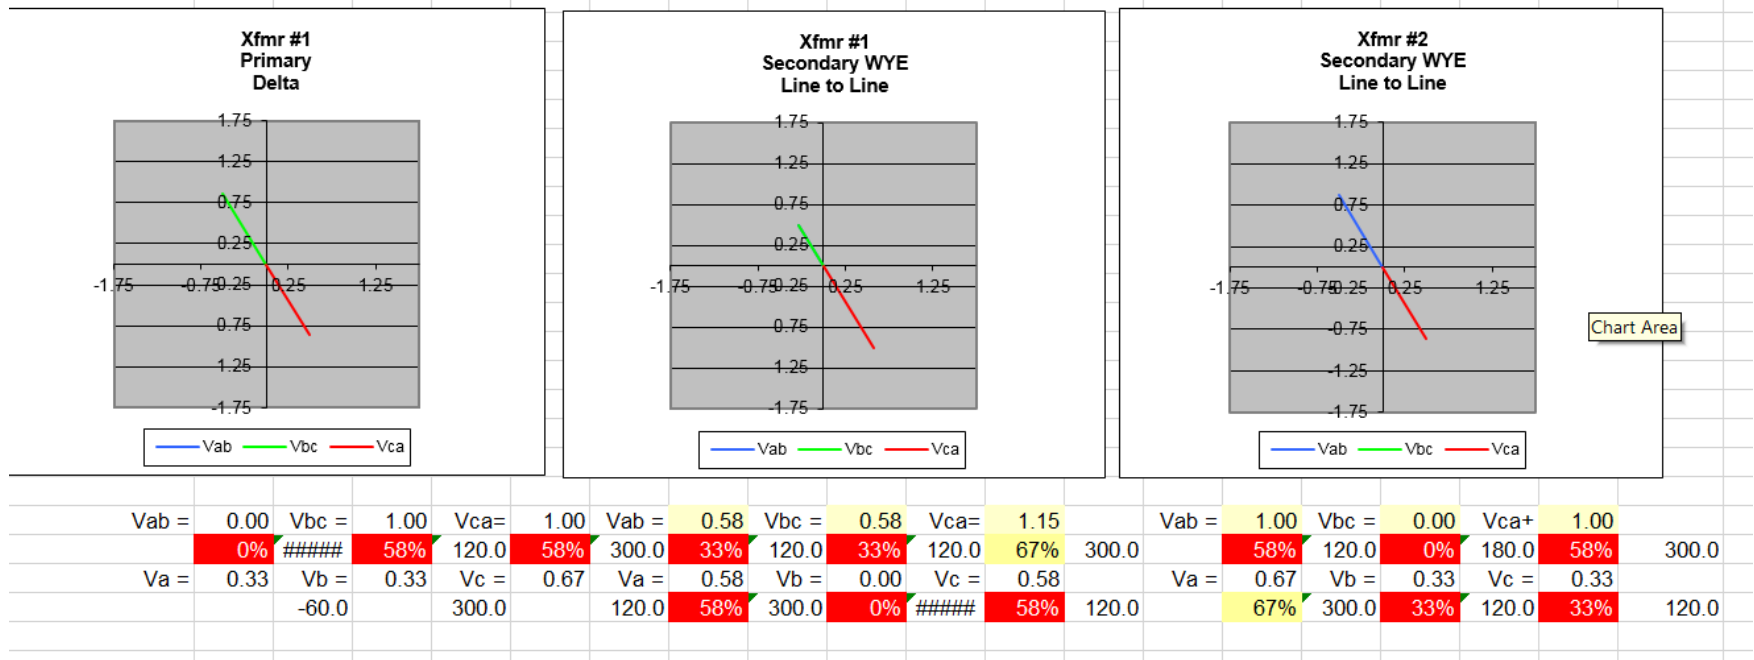 Xfmr #1
Primary
Delta
1.75
1.25
0.75
0.25
-1.75 -0.75 0.25 1.25
0.25
0.75
1.25
-1.75
Vab Vbc Vca
Xfmr #1
Secondary WYE
Line to Line
1.75
1.25
0.75
0.25
-1.75 -0.75 0.25 1.25
0.25
0.75
1.25
-1.75
Vab Vbc Vca
Xfmr #2
Secondary WYE
Line to Line
1.75
1.25
0.75
0.25
-1.75 -0.75 0.25 1.25
-0.25
-0.75
-1.25
-1.75
Vab Vbc Vca
Chart Area
Vab = 0.00 Vbc = 1.00 Vca= 1.00 Vab = 0.58 Vbc = 0.58 Vca= 1.15 Vab = 1.00 Vbc = 0.00 Vca+ 1.00
0% ##### 58% 120.0 58% 300.0 33% 120.0 33% 120.0 67% 300.0 58% 120.0 0% 180.0 58% 300.0
Va = 0.33 Vb = 0.33 Vc = 0.67 Va = 0.58 Vb = 0.00 Vc = 0.58 Va = 0.67 Vb = 0.33 Vc = 0.33
-60.0 300.0 120.0 58% 300.0 0% ##### 58% 120.0 67% 300.0 33% 120.0 33% 120.0